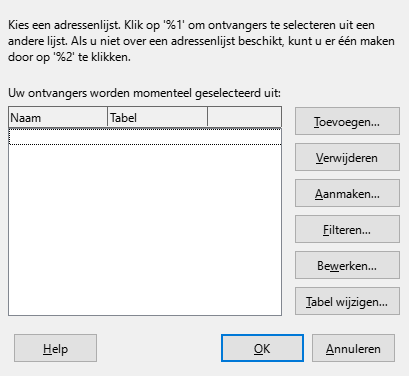 Kies een adressenlijst. Klik op '%1' om ontvangers te selecteren uit een
andere lijst. Als u niet over een adressenlijst beschikt, kunt u er één maken
door op '%2' te klikken.
Uw ontvangers worden momenteel geselecteerd uit:
Naam Tabel
Toevoegen...
Verwijderen
Aanmaken...
Filteren...
Bewerken...
Tabel wijzigen...
Help OK Annuleren